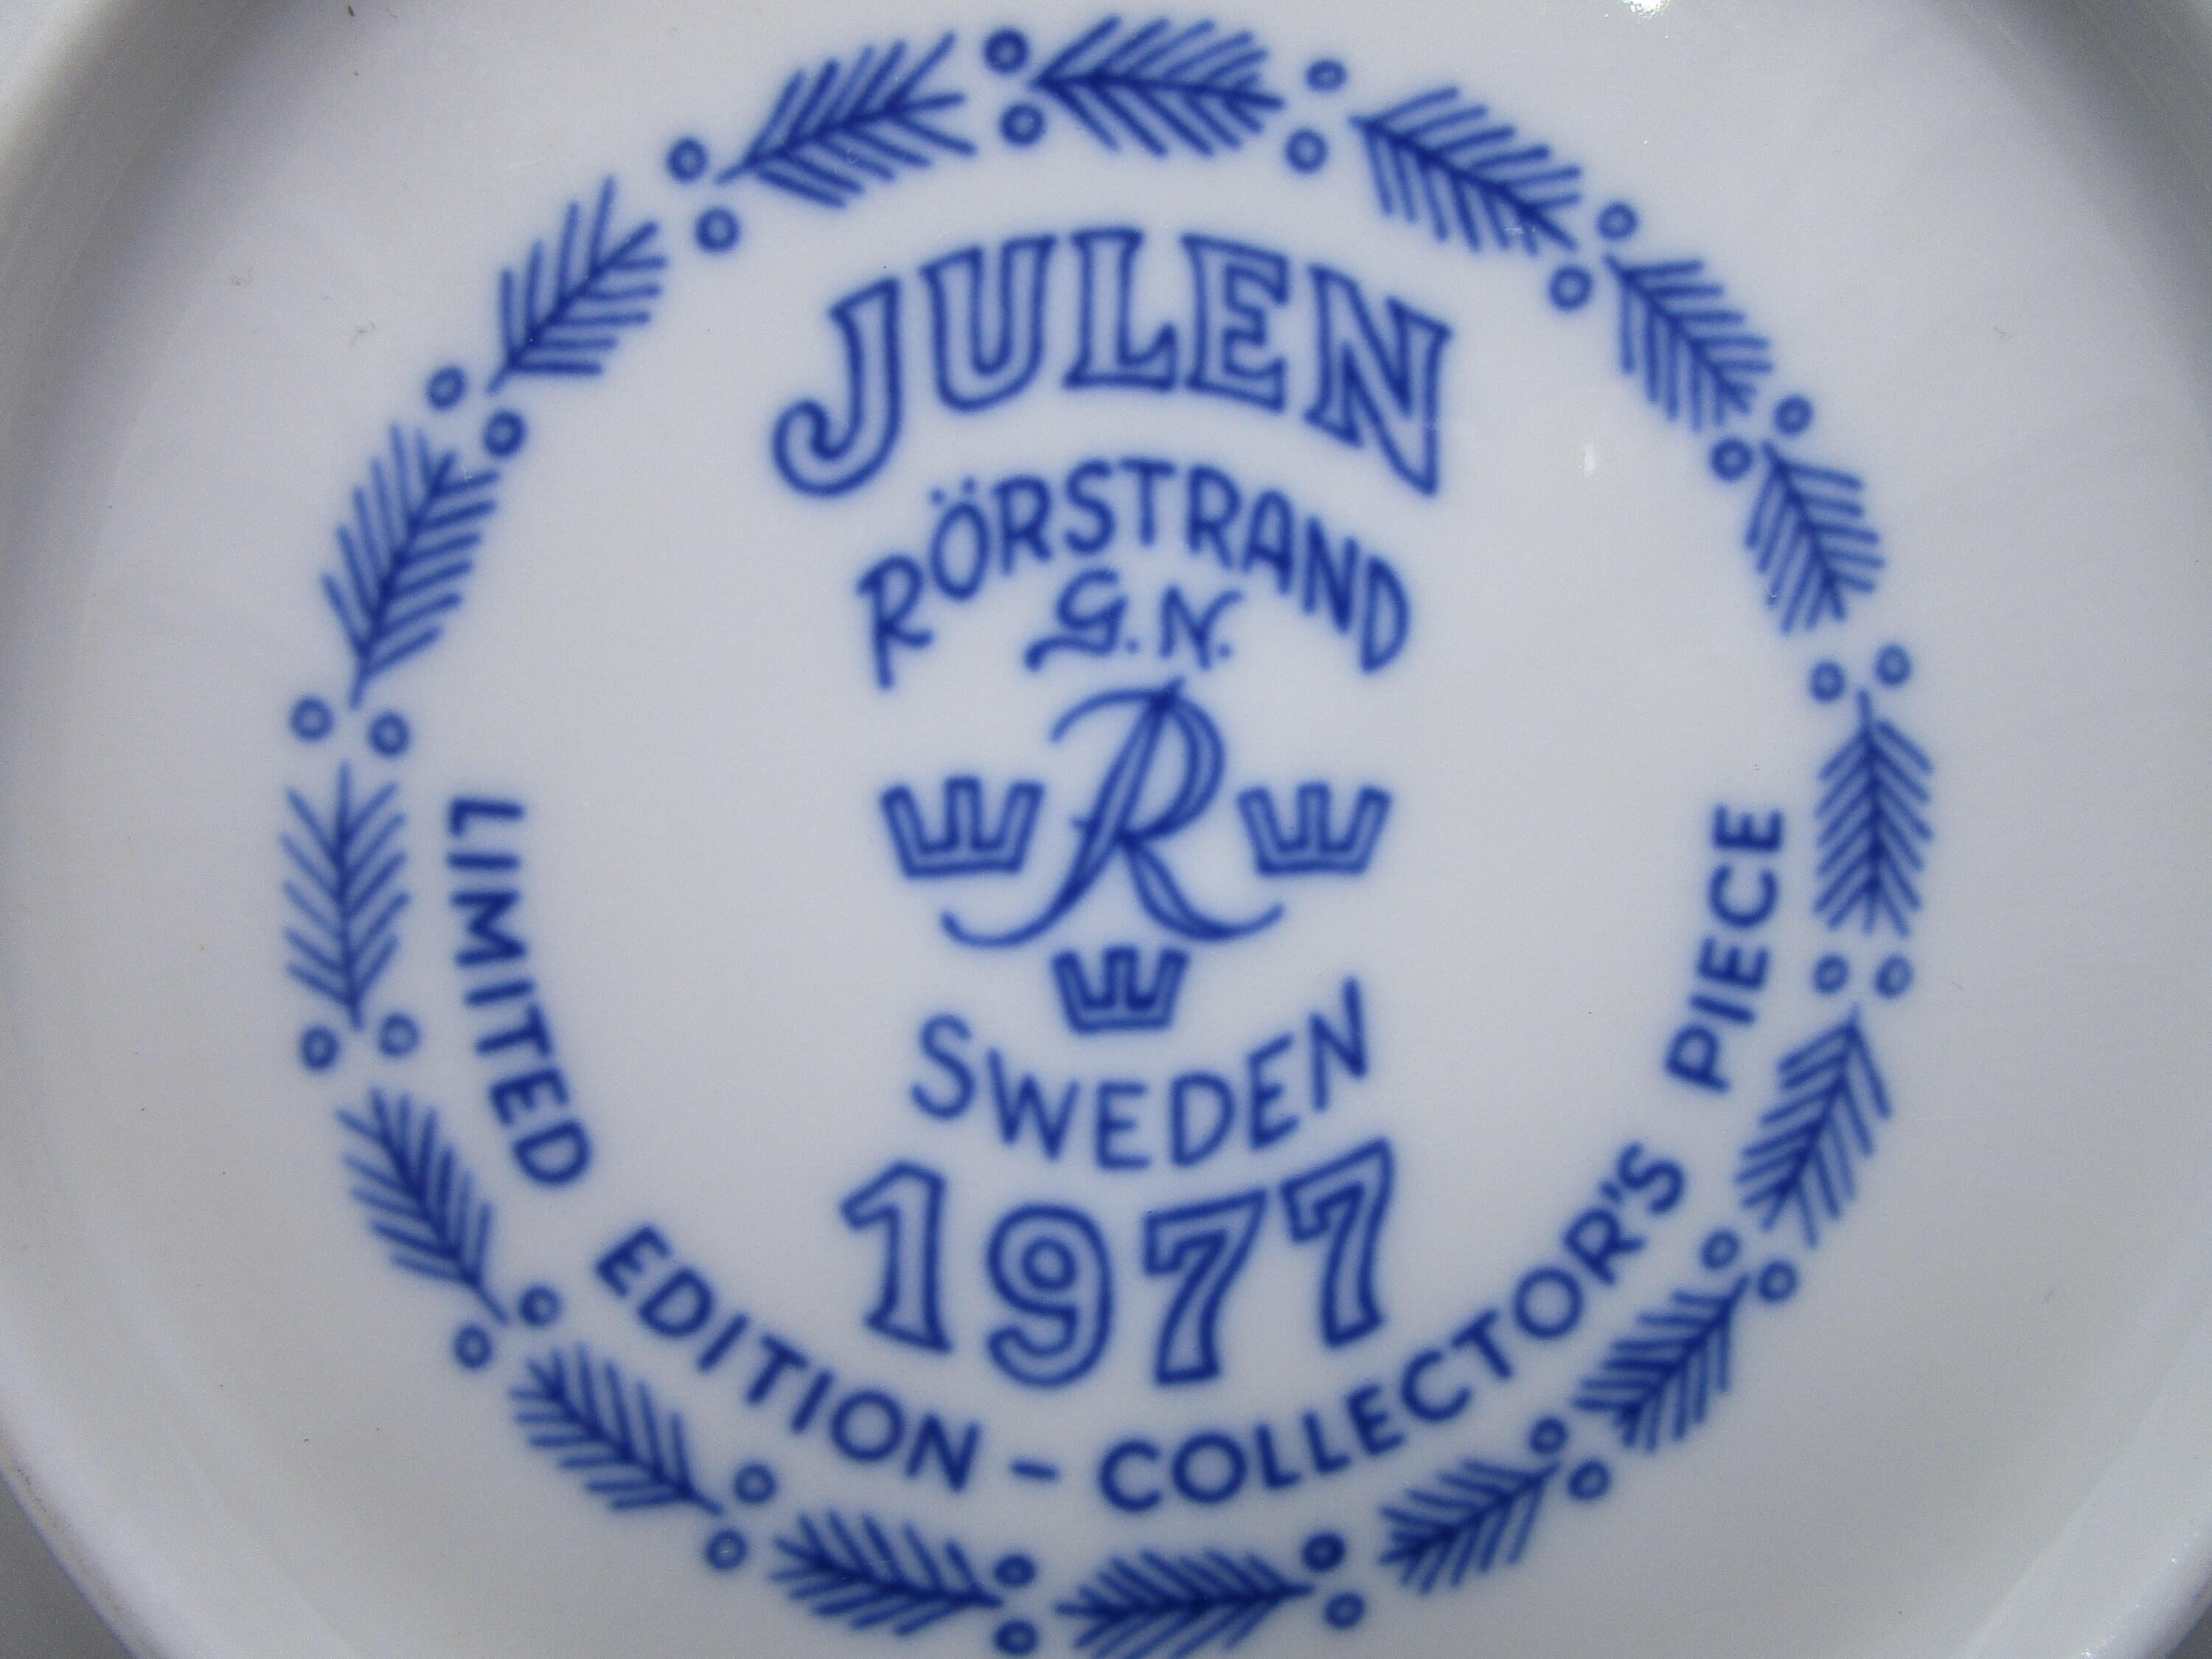 JULEN
RÖRSTRAND
G.N.
R
SWEDEN
1977
LIMITED EDITION - COLLECTOR'S PIECE